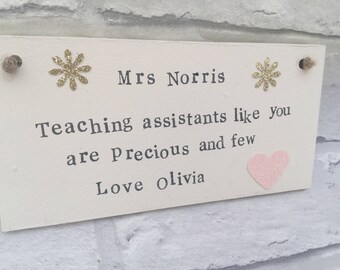 Mrs Norris
Teaching assistants like you
are Precious and few
Love Olivia